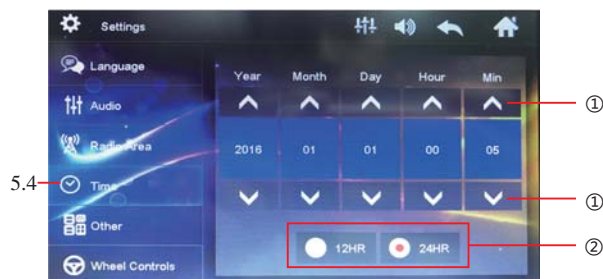 Settings
Language
Year Month Day Hour Min
Audio
①
Radio Area
2016 01 01 00 05
5.4
Time
①
Other
12HR 24HR
②
Wheel Controls